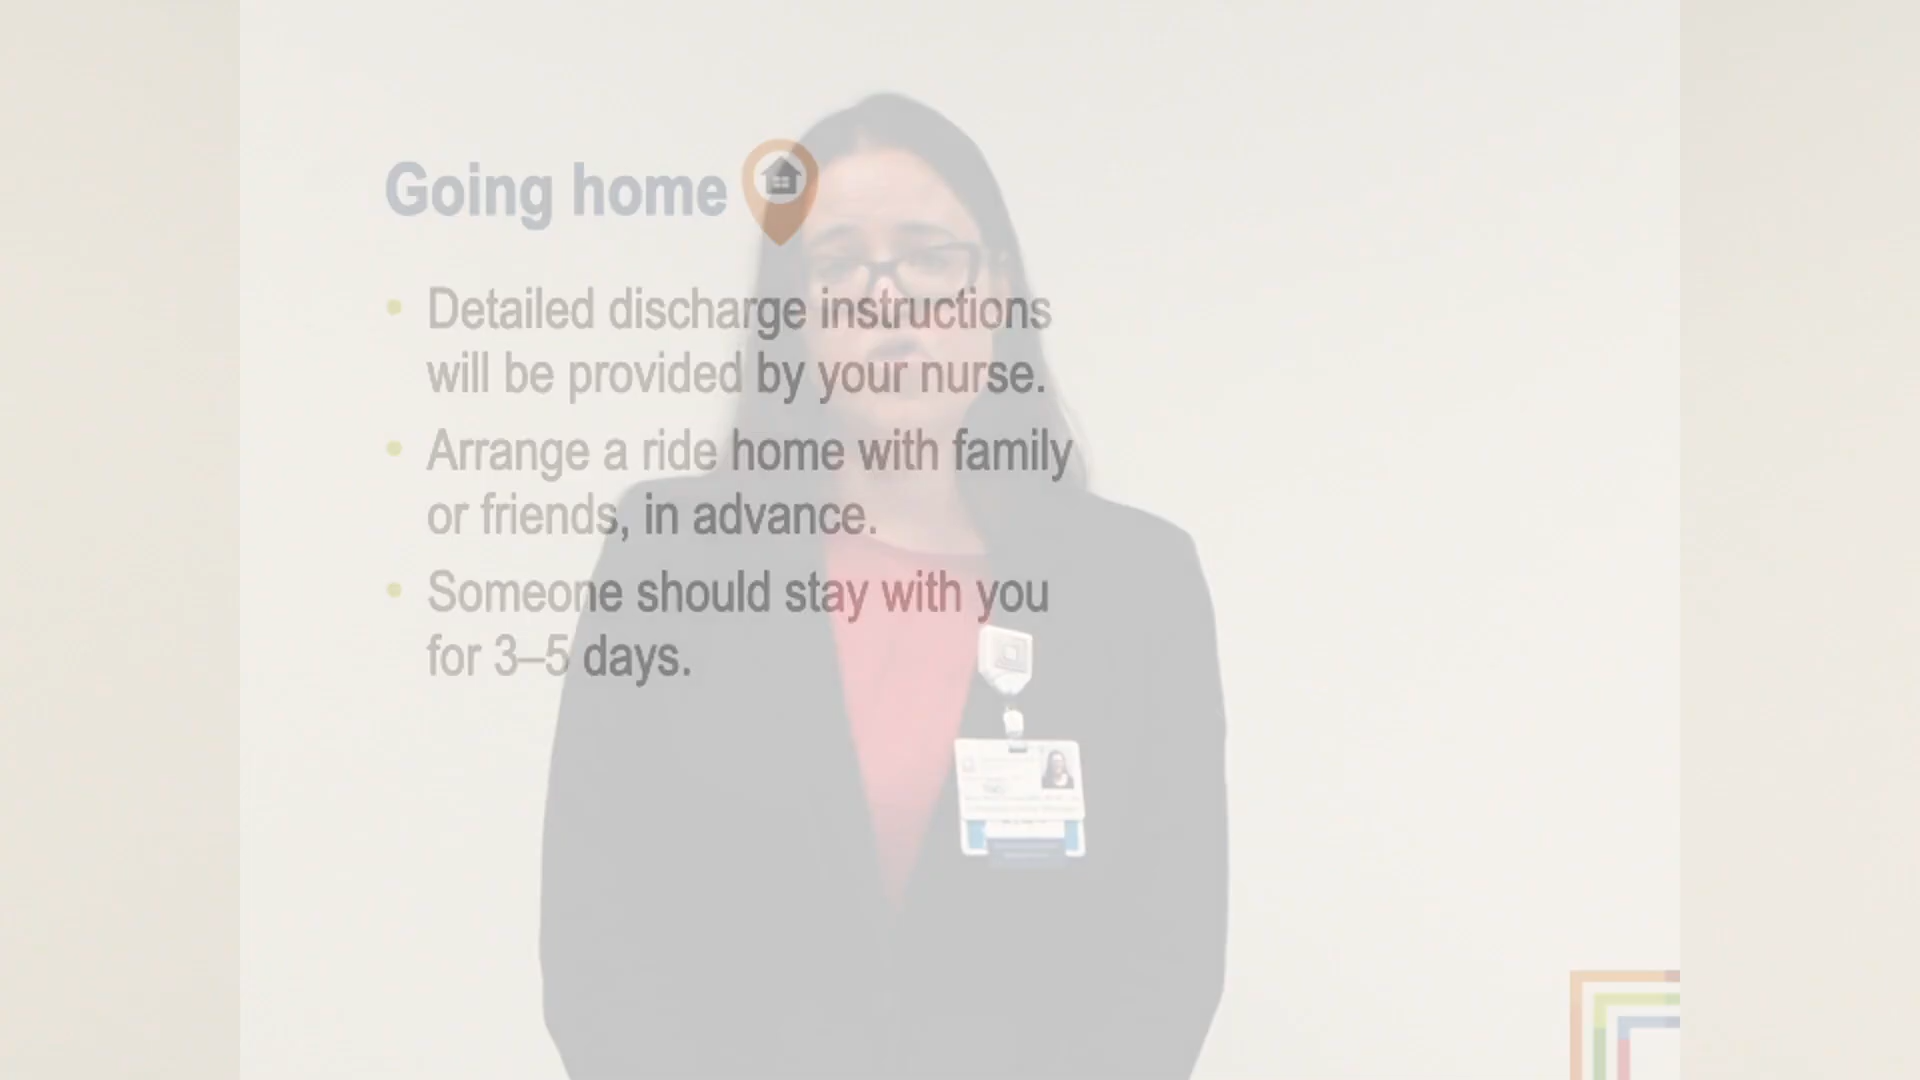 Going home
• Detailed discharge instructions
will be provided by your nurse.
• Arrange a ride home with family
or friends, in advance.
• Someone should stay with you
for 3–5 days.